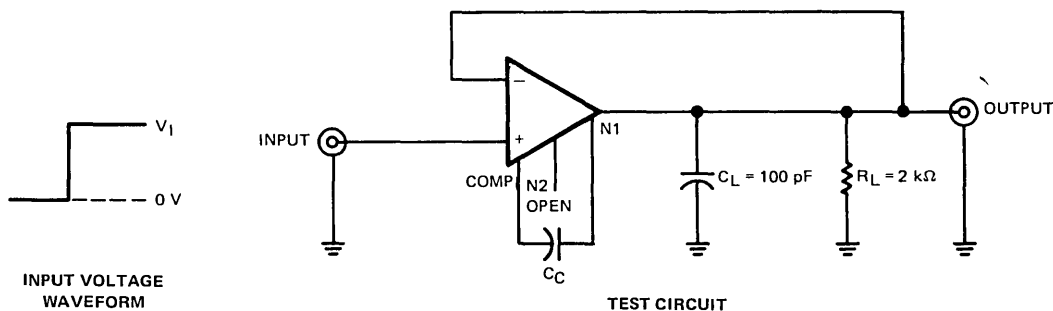 V_I
0 V
INPUT VOLTAGE
WAVEFORM
INPUT
−
+
COMP
N2
OPEN
N1
C_C
C_L = 100 pF
R_L = 2 kΩ
OUTPUT
TEST CIRCUIT